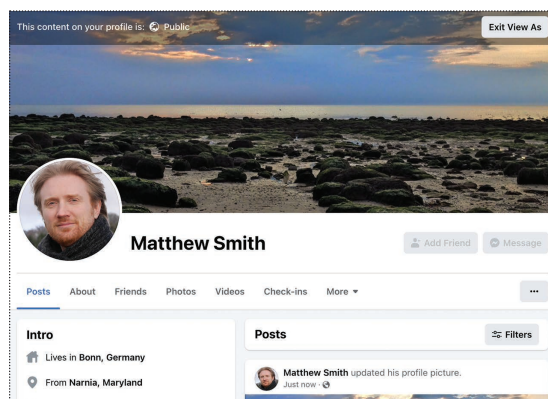 This content on your profile is: Public
Exit View As
Matthew Smith
Add Friend
Message
Posts About Friends Photos Videos Check-ins More
Intro
Lives in Bonn, Germany
From Narnia, Maryland
Posts
Filters
Matthew Smith updated his profile picture.
Just now ·